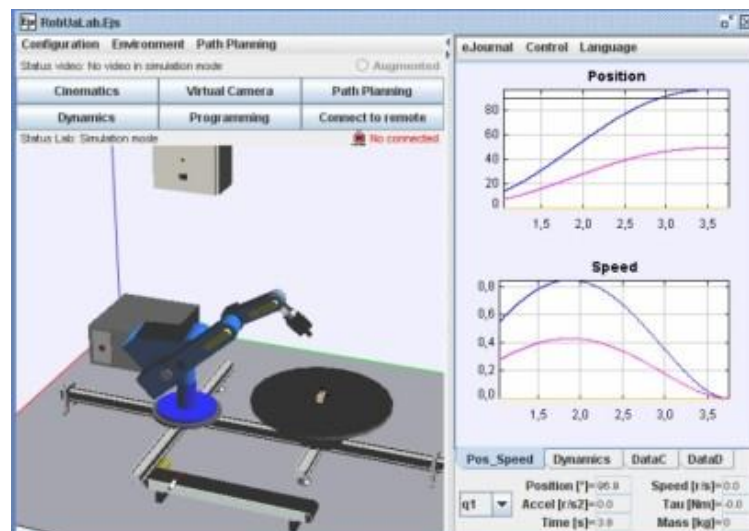 RobUaLab.Ejs
Configuration Environment Path Planning
Status video: No video in simulation mode
Augmented
Cinematics Virtual Camera Path Planning
Dynamics Programming Connect to remote
Status Lab: Simulation mode
No connected
eJournal Control Language
Position
80
60
40
20
0
1,5 2,0 2,5 3,0 3,5
Speed
0,8
0,6
0,4
0,2
0,0
1,5 2,0 2,5 3,0 3,5
Pos_Speed Dynamics DataC DataD
Position [°]=96.8 Speed [r/s]=0.0
q1 Accel [r/s2]=0.0 Tau [Nm]=-0.0
Time [s]=3.8 Mass [kg]=0